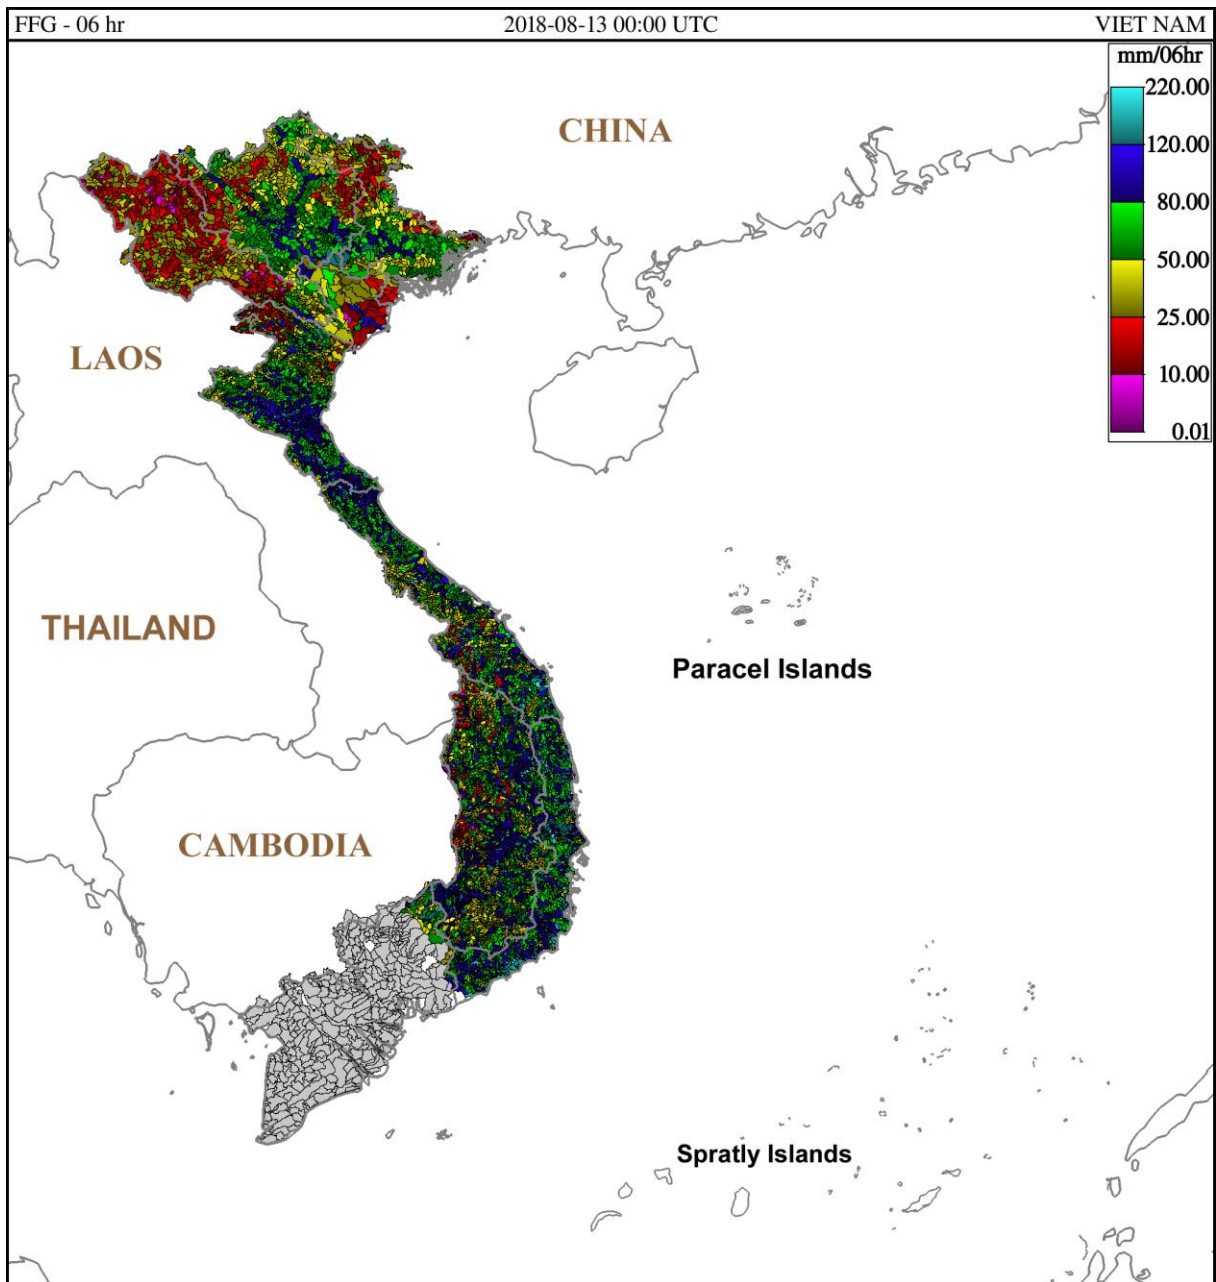 FFG - 06 hr
2018-08-13 00:00 UTC
VIET NAM
mm/06hr
220.00
120.00
80.00
50.00
25.00
10.00
0.01
CHINA
LAOS
THAILAND
Paracel Islands
CAMBODIA
Spratly Islands